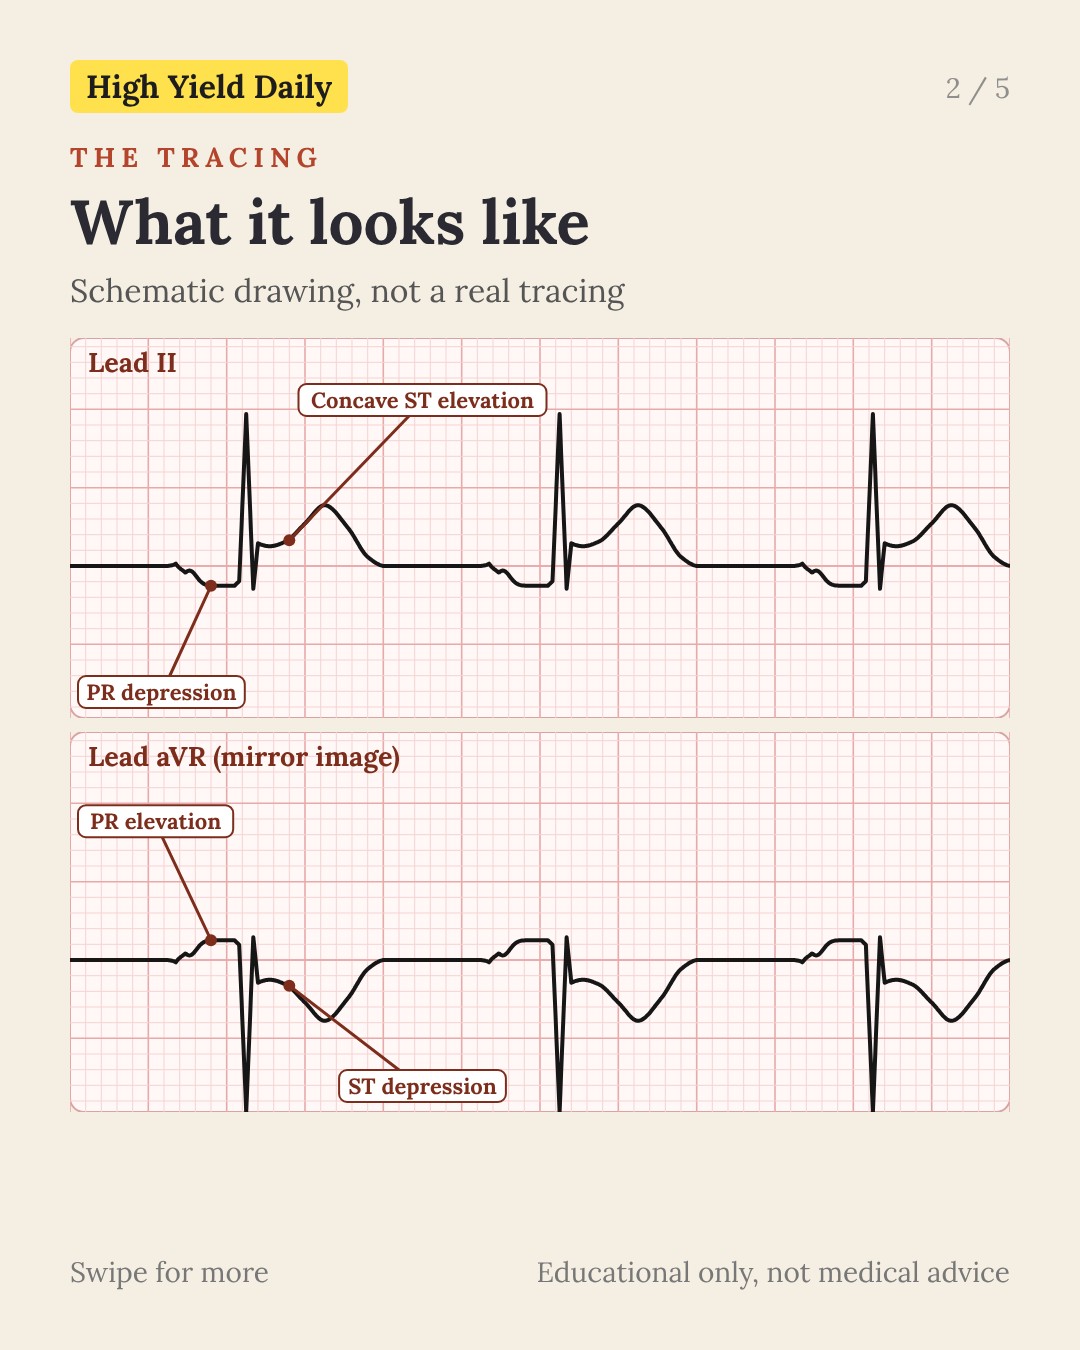 High Yield Daily
2 / 5
THE TRACING
What it looks like
Schematic drawing, not a real tracing
Lead II
Concave ST elevation
PR depression
Lead aVR (mirror image)
PR elevation
ST depression
Swipe for more
Educational only, not medical advice